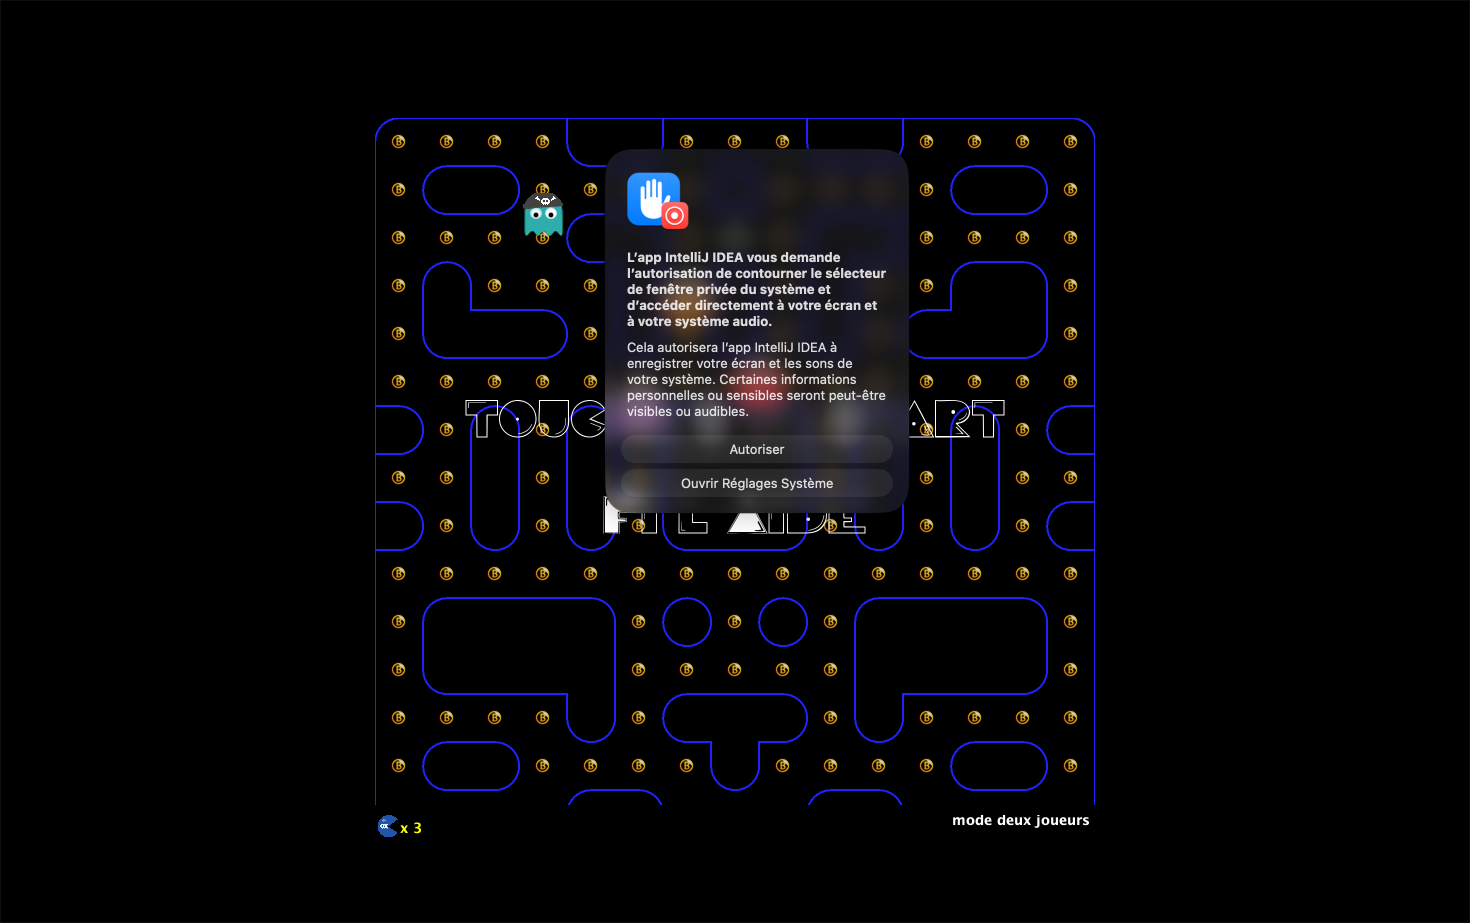 L'app IntelliJ IDEA vous demande
l'autorisation de contourner le sélecteur
de fenêtre privée du système et
d'accéder directement à votre écran et
à votre système audio.
Cela autorisera l'app IntelliJ IDEA à
enregistrer votre écran et les sons de
votre système. Certaines informations
personnelles ou sensibles seront peut-être
visibles ou audibles.
Autoriser
Ouvrir Réglages Système
x 3
mode deux joueurs